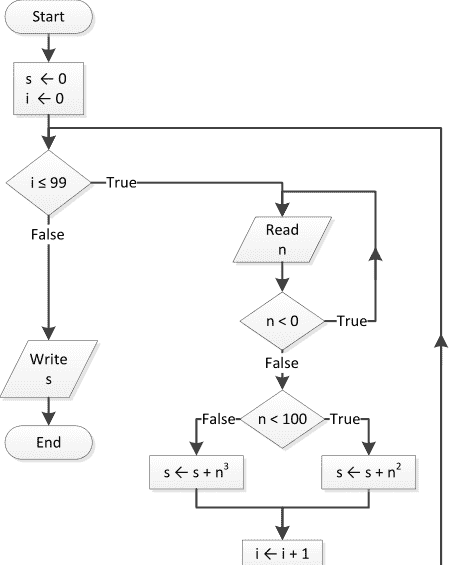 Start
s ← 0
i ← 0
i ≤ 99
True
False
Read
n
n < 0
True
False
n < 100
False
True
s ← s + n³
s ← s + n²
i ← i + 1
Write
s
End